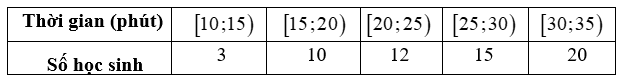 Thời gian (phút) [10;15) [15;20) [20;25) [25;30) [30;35)
Số học sinh 3 10 12 15 20